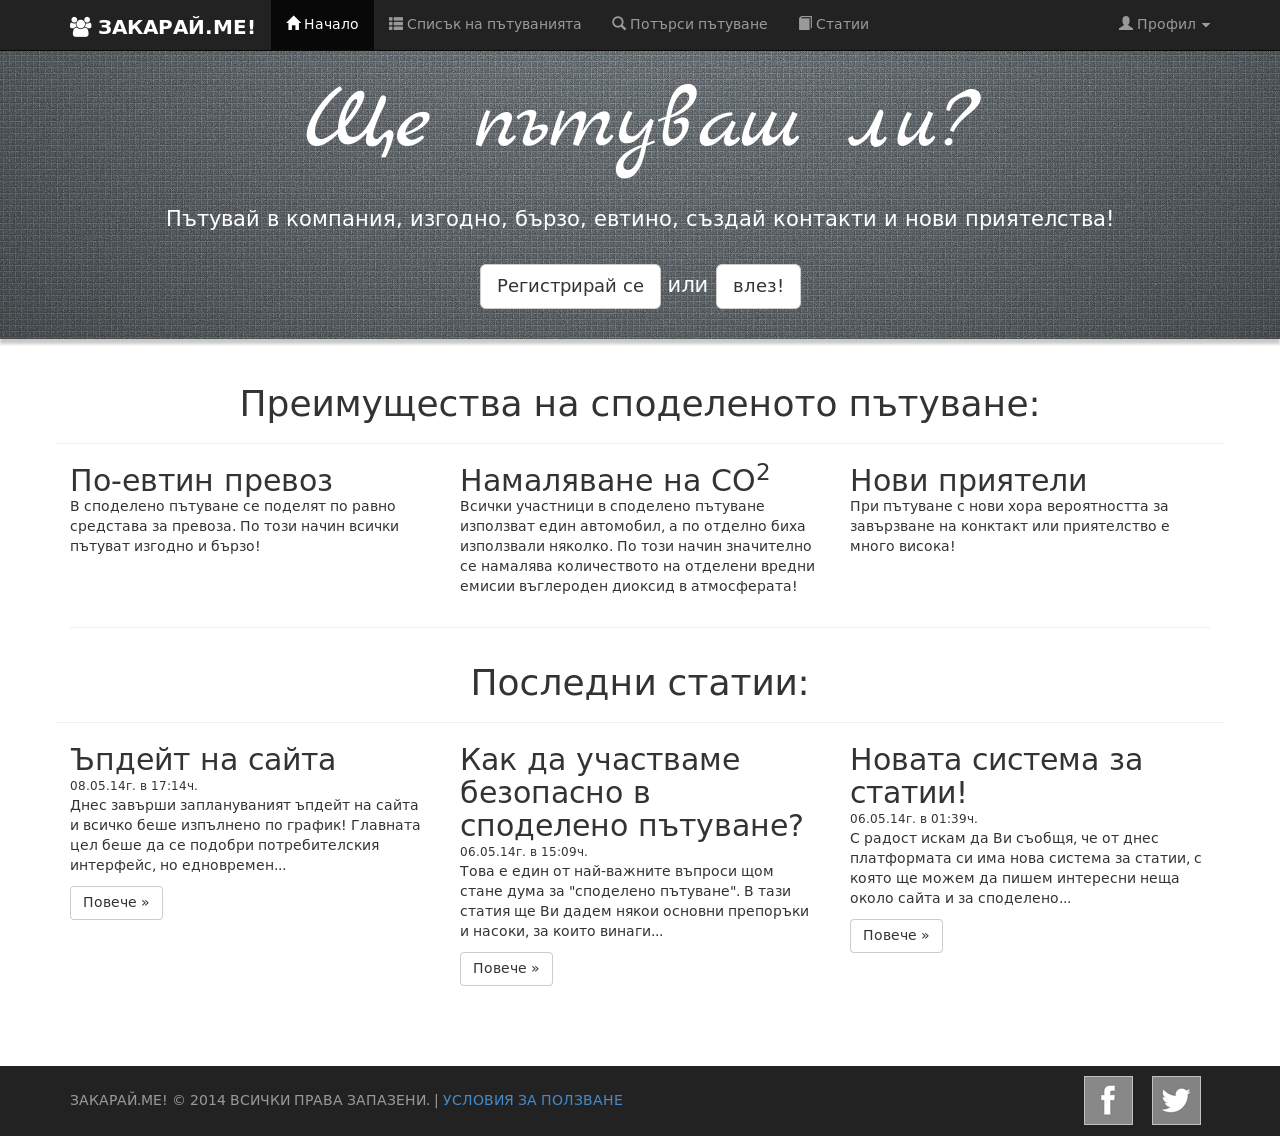 ЗАКАРАЙ.МЕ! Начало Списък на пътуванията Потърси пътуване Статии Профил
Ще пътуваш ли?
Пътувай в компания, изгодно, бързо, евтино, създай контакти и нови приятелства!
Регистрирай се или влез!
Преимущества на споделеното пътуване:
По-евтин превоз
В споделено пътуване се поделят по равно
средстава за превоза. По този начин всички
пътуват изгодно и бързо!
Намаляване на CO2
Всички участници в споделено пътуване
използват един автомобил, а по отделно биха
използвали няколко. По този начин значително
се намалява количеството на отделени вредни
емисии въглероден диоксид в атмосферата!
Нови приятели
При пътуване с нови хора вероятността за
завързване на конктакт или приятелство е
много висока!
Последни статии:
Ъпдейт на сайта
08.05.14г. в 17:14ч.
Днес завърши заплануваният ъпдейт на сайта
и всичко беше изпълнено по график! Главната
цел беше да се подобри потребителския
интерфейс, но едновремен...
Повече »
Как да участваме
безопасно в
споделено пътуване?
06.05.14г. в 15:09ч.
Това е един от най-важните въпроси щом
стане дума за "споделено пътуване". В тази
статия ще Ви дадем някои основни препоръки
и насоки, за които винаги...
Повече »
Новата система за
статии!
06.05.14г. в 01:39ч.
С радост искам да Ви съобщя, че от днес
платформата си има нова система за статии, с
която ще можем да пишем интересни неща
около сайта и за споделено...
Повече »
ЗАКАРАЙ.МЕ! © 2014 ВСИЧКИ ПРАВА ЗАПАЗЕНИ. | УСЛОВИЯ ЗА ПОЛЗВАНЕ